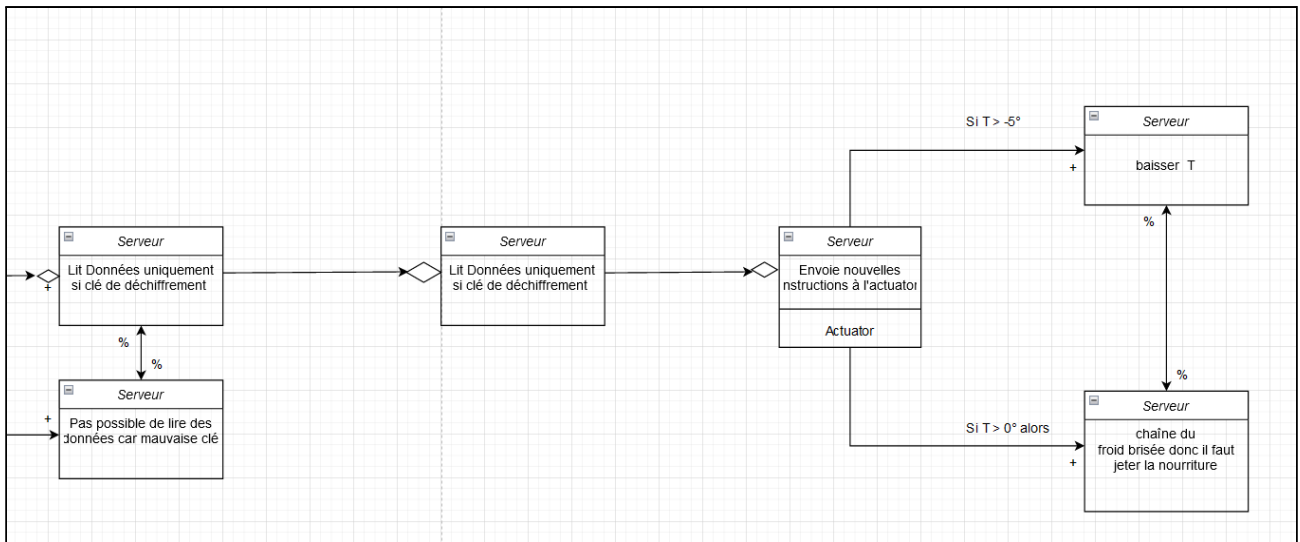 Serveur
Lit Données uniquement
si clé de déchiffrement
+
%
%
Serveur
Pas possible de lire des
données car mauvaise clé
+
Serveur
Lit Données uniquement
si clé de déchiffrement
Serveur
Envoie nouvelles
nstructions à l'actuator
Actuator
Si T > -5°
+
Serveur
baisser T
%
%
Si T > 0° alors
+
Serveur
chaîne du
froid brisée donc il faut
jeter la nourriture